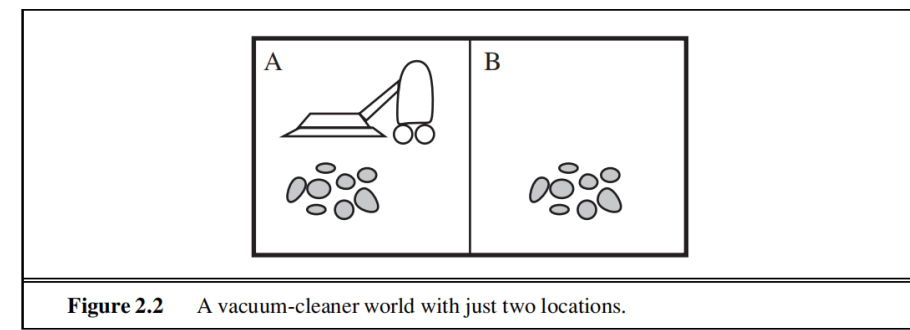 A B
Figure 2.2 A vacuum-cleaner world with just two locations.